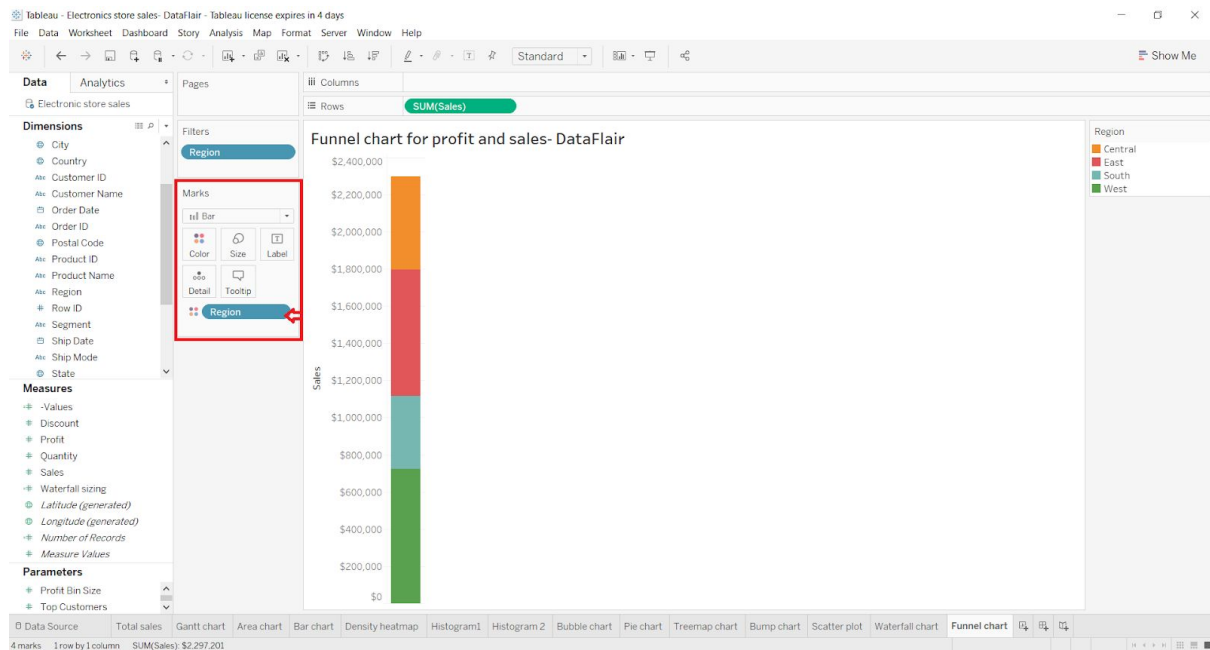 Tableau - Electronics store sales- DataFlair - Tableau license expires in 4 days
File Data Worksheet Dashboard Story Analysis Map Format Server Window Help
Standard
Show Me
Data Analytics
Electronic store sales
Dimensions
City
Country
Abc Customer ID
Abc Customer Name
Order Date
Abc Order ID
Postal Code
Abc Product ID
Abc Product Name
Abc Region
# Row ID
Abc Segment
Ship Date
Abc Ship Mode
State
Measures
=# -Values
# Discount
# Profit
# Quantity
# Sales
=# Waterfall sizing
Latitude (generated)
Longitude (generated)
=# Number of Records
# Measure Values
Parameters
# Profit Bin Size
# Top Customers
Pages
Filters
Region
Marks
Bar
Color Size Label
Detail Tooltip
Region
iii Columns
Rows SUM(Sales)
Funnel chart for profit and sales- DataFlair
$2,400,000
$2,200,000
$2,000,000
$1,800,000
$1,600,000
$1,400,000
$1,200,000
$1,000,000
$800,000
$600,000
$400,000
$200,000
$0
Sales
Region
Central
East
South
West
Data Source Total sales Gantt chart Area chart Bar chart Density heatmap Histogram1 Histogram 2 Bubble chart Pie chart Treemap chart Bump chart Scatter plot Waterfall chart Funnel chart
4 marks 1 row by 1 column SUM(Sales): $2,297,201